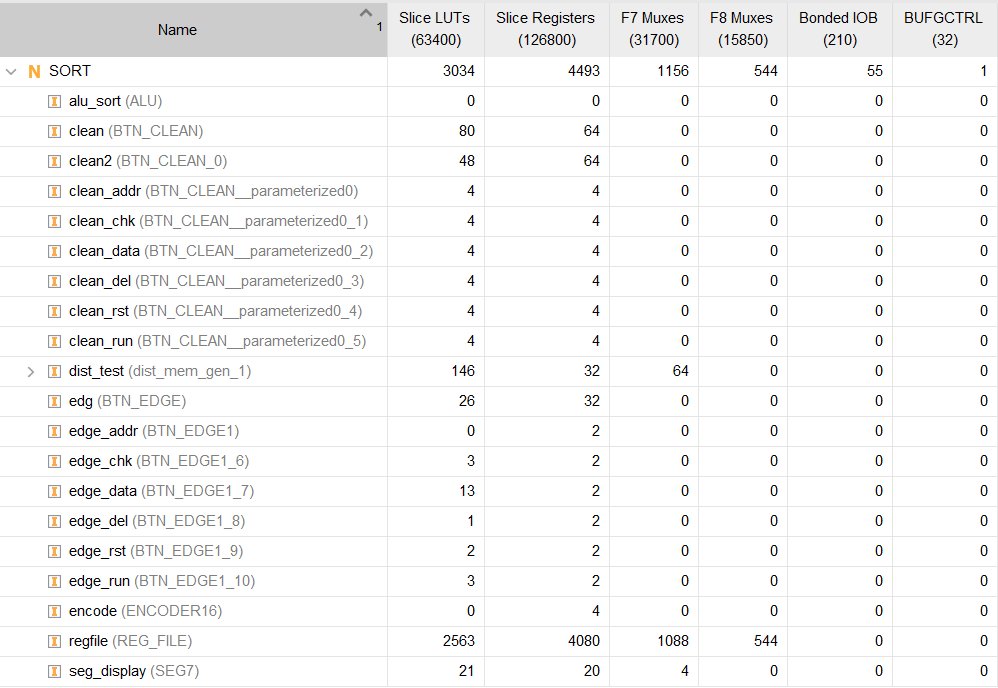 Name 1 Slice LUTs (63400) Slice Registers (126800) F7 Muxes (31700) F8 Muxes (15850) Bonded IOB (210) BUFGCTRL (32)
N SORT 3034 4493 1156 544 55 1
I alu_sort (ALU) 0 0 0 0 0 0
I clean (BTN_CLEAN) 80 64 0 0 0 0
I clean2 (BTN_CLEAN_0) 48 64 0 0 0 0
I clean_addr (BTN_CLEAN__parameterized0) 4 4 0 0 0 0
I clean_chk (BTN_CLEAN__parameterized0_1) 4 4 0 0 0 0
I clean_data (BTN_CLEAN__parameterized0_2) 4 4 0 0 0 0
I clean_del (BTN_CLEAN__parameterized0_3) 4 4 0 0 0 0
I clean_rst (BTN_CLEAN__parameterized0_4) 4 4 0 0 0 0
I clean_run (BTN_CLEAN__parameterized0_5) 4 4 0 0 0 0
I dist_test (dist_mem_gen_1) 146 32 64 0 0 0
I edg (BTN_EDGE) 26 32 0 0 0 0
I edge_addr (BTN_EDGE1) 0 2 0 0 0 0
I edge_chk (BTN_EDGE1_6) 3 2 0 0 0 0
I edge_data (BTN_EDGE1_7) 13 2 0 0 0 0
I edge_del (BTN_EDGE1_8) 1 2 0 0 0 0
I edge_rst (BTN_EDGE1_9) 2 2 0 0 0 0
I edge_run (BTN_EDGE1_10) 3 2 0 0 0 0
I encode (ENCODER16) 0 4 0 0 0 0
I regfile (REG_FILE) 2563 4080 1088 544 0 0
I seg_display (SEG7) 21 20 4 0 0 0